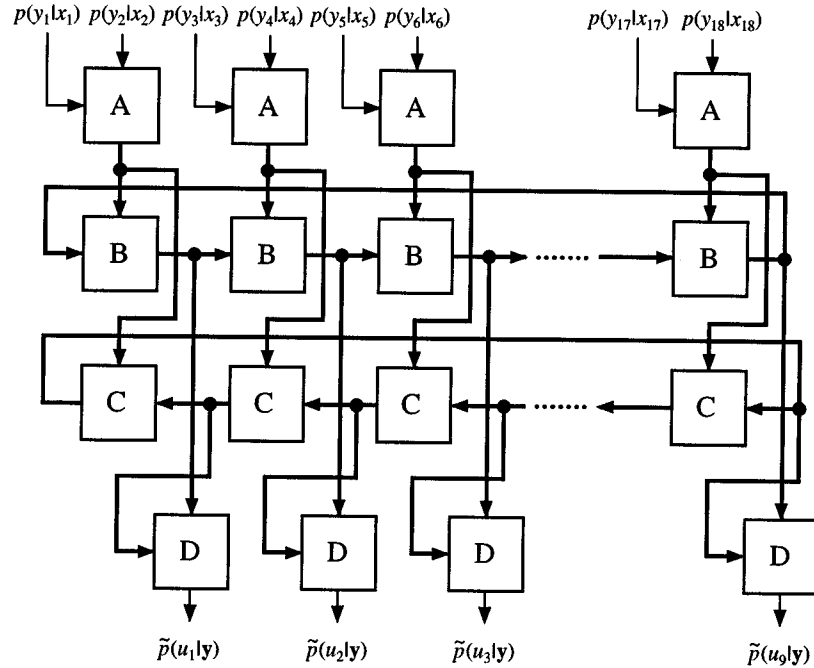 p(y₁|x₁) p(y₂|x₂) p(y₃|x₃) p(y₄|x₄) p(y₅|x₅) p(y₆|x₆) p(y₁₇|x₁₇) p(y₁₈|x₁₈)
A A A A
B B B ....... B
C C C ....... C
D D D D
p̃(u₁|y) p̃(u₂|y) p̃(u₃|y) p̃(u₉|y)